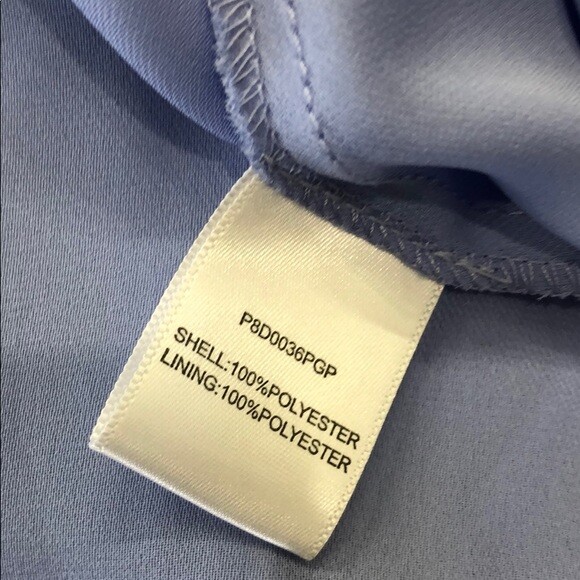 P8D0036PGP
SHELL:100%POLYESTER
LINING:100%POLYESTER